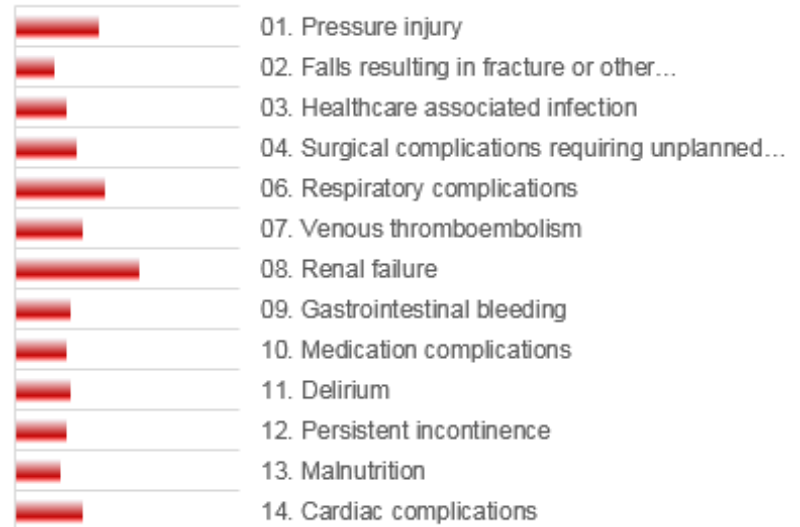 01. Pressure injury
02. Falls resulting in fracture or other...
03. Healthcare associated infection
04. Surgical complications requiring unplanned...
06. Respiratory complications
07. Venous thromboembolism
08. Renal failure
09. Gastrointestinal bleeding
10. Medication complications
11. Delirium
12. Persistent incontinence
13. Malnutrition
14. Cardiac complications